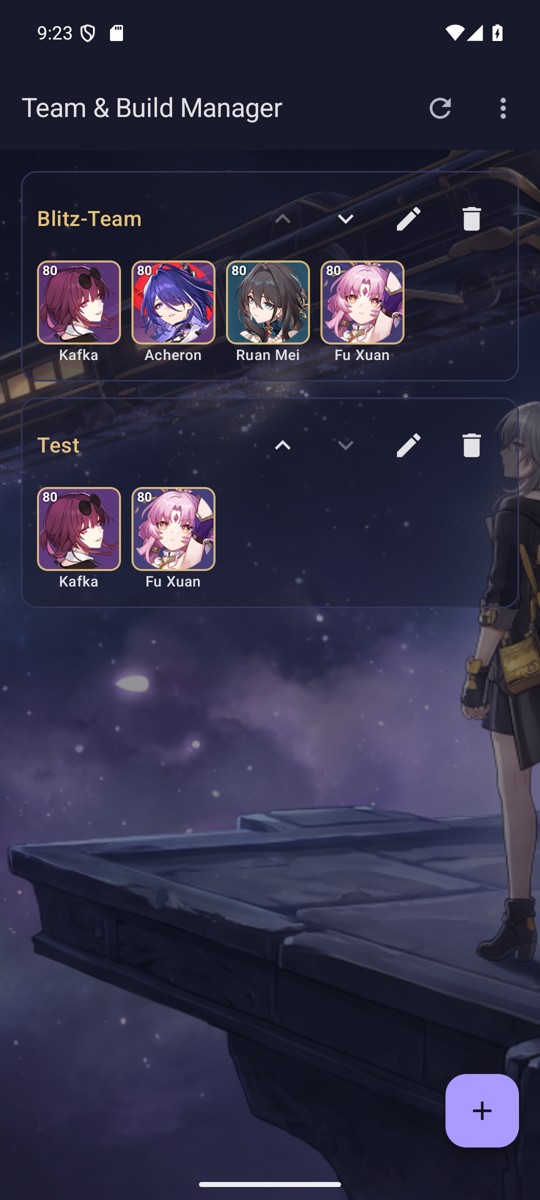 9:23
Team & Build Manager
Blitz-Team
80 80 80 80
Kafka Acheron Ruan Mei Fu Xuan
Test
80 80
Kafka Fu Xuan
+